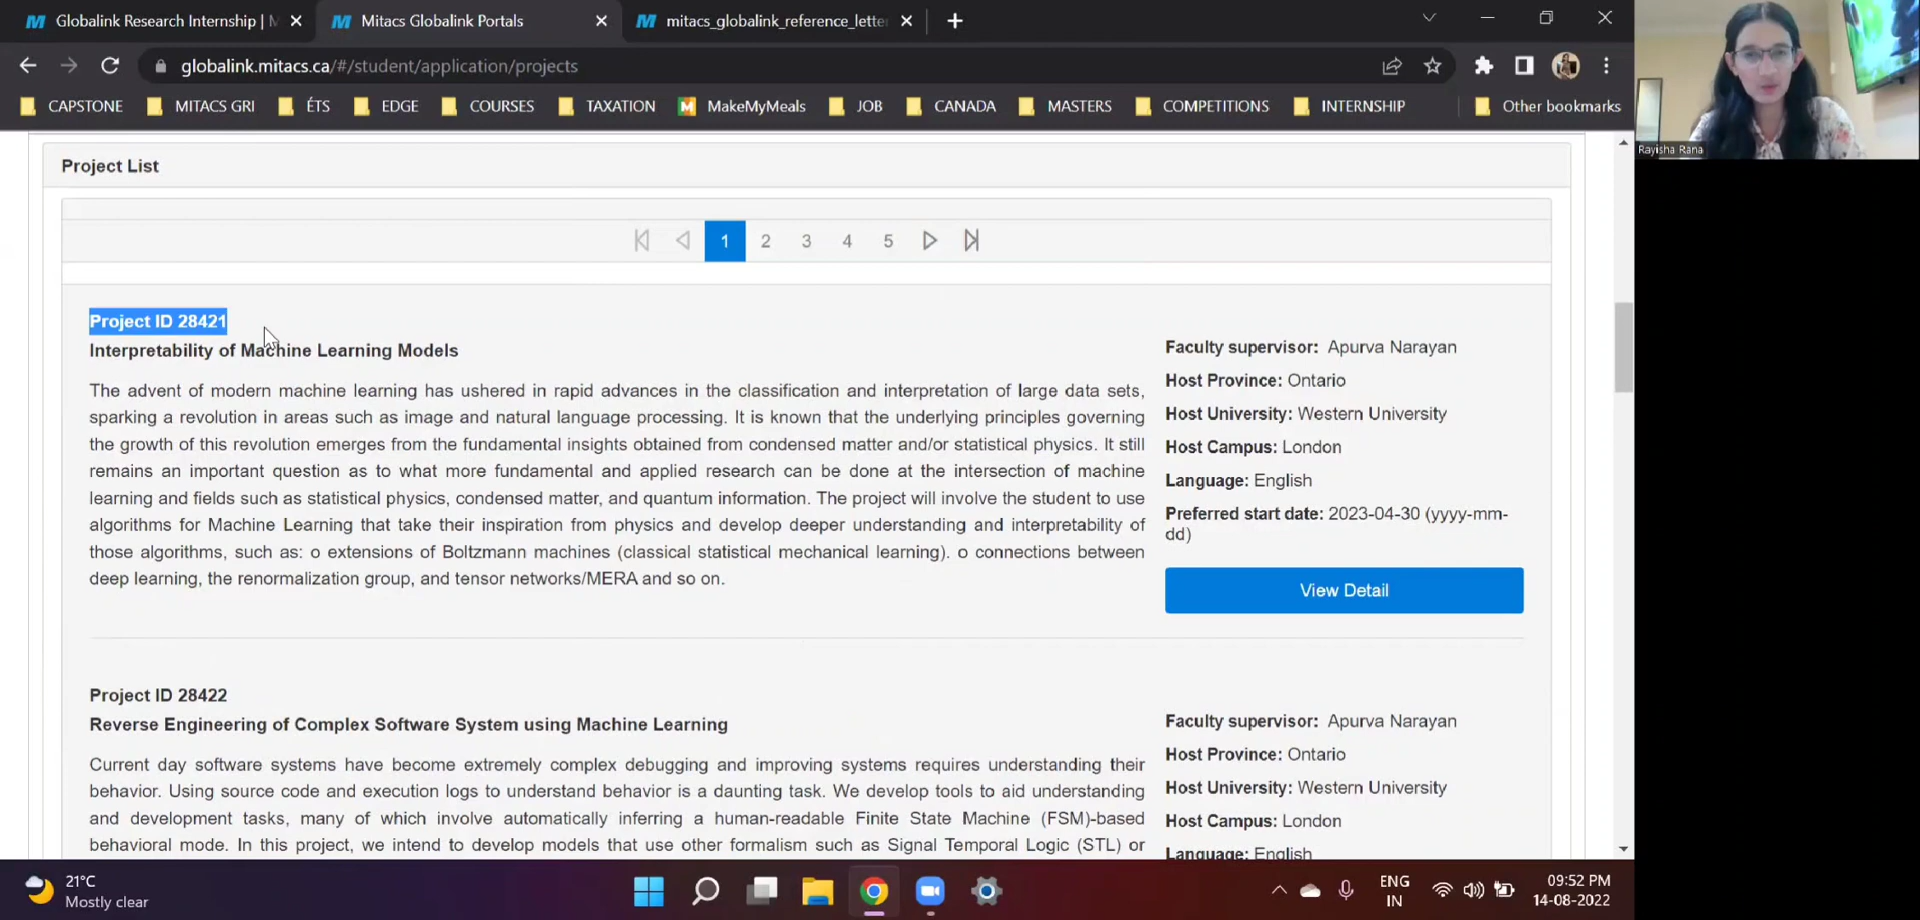 Globalink Research Internship | M
Mitacs Globalink Portals
mitacs_globalink_reference_letter
globalink.mitacs.ca/#/student/application/projects
CAPSTONE MITACS GRI ÉTS EDGE COURSES TAXATION MakeMyMeals JOB CANADA MASTERS COMPETITIONS INTERNSHIP Other bookmarks
Rayisha Rana
Project List
1 2 3 4 5
Project ID 28421
Interpretability of Machine Learning Models
The advent of modern machine learning has ushered in rapid advances in the classification and interpretation of large data sets,
sparking a revolution in areas such as image and natural language processing. It is known that the underlying principles governing
the growth of this revolution emerges from the fundamental insights obtained from condensed matter and/or statistical physics. It still
remains an important question as to what more fundamental and applied research can be done at the intersection of machine
learning and fields such as statistical physics, condensed matter, and quantum information. The project will involve the student to use
algorithms for Machine Learning that take their inspiration from physics and develop deeper understanding and interpretability of
those algorithms, such as: o extensions of Boltzmann machines (classical statistical mechanical learning). o connections between
deep learning, the renormalization group, and tensor networks/MERA and so on.
Faculty supervisor: Apurva Narayan
Host Province: Ontario
Host University: Western University
Host Campus: London
Language: English
Preferred start date: 2023-04-30 (yyyy-mm-
dd)
View Detail
Project ID 28422
Reverse Engineering of Complex Software System using Machine Learning
Current day software systems have become extremely complex debugging and improving systems requires understanding their
behavior. Using source code and execution logs to understand behavior is a daunting task. We develop tools to aid understanding
and development tasks, many of which involve automatically inferring a human-readable Finite State Machine (FSM)-based
behavioral mode. In this project, we intend to develop models that use other formalism such as Signal Temporal Logic (STL) or
Faculty supervisor: Apurva Narayan
Host Province: Ontario
Host University: Western University
Host Campus: London
Language: English
21°C
Mostly clear
ENG
IN
09:52 PM
14-08-2022